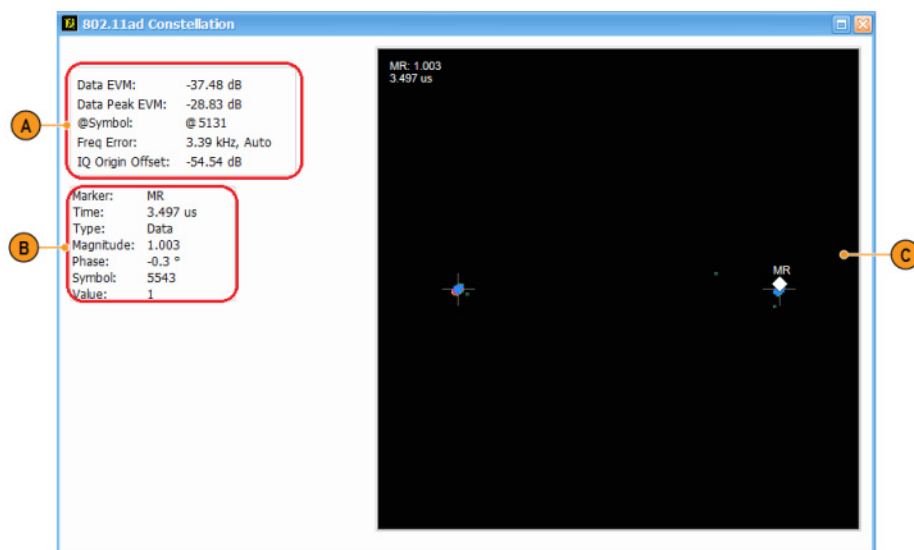 802.11ad Constellation
A
Data EVM: -37.48 dB
Data Peak EVM: -28.83 dB
@Symbol: @ 5131
Freq Error: 3.39 kHz, Auto
IQ Origin Offset: -54.54 dB
B
Marker: MR
Time: 3.497 us
Type: Data
Magnitude: 1.003
Phase: -0.3 °
Symbol: 5543
Value: 1
MR: 1.003
3.497 us
C
MR